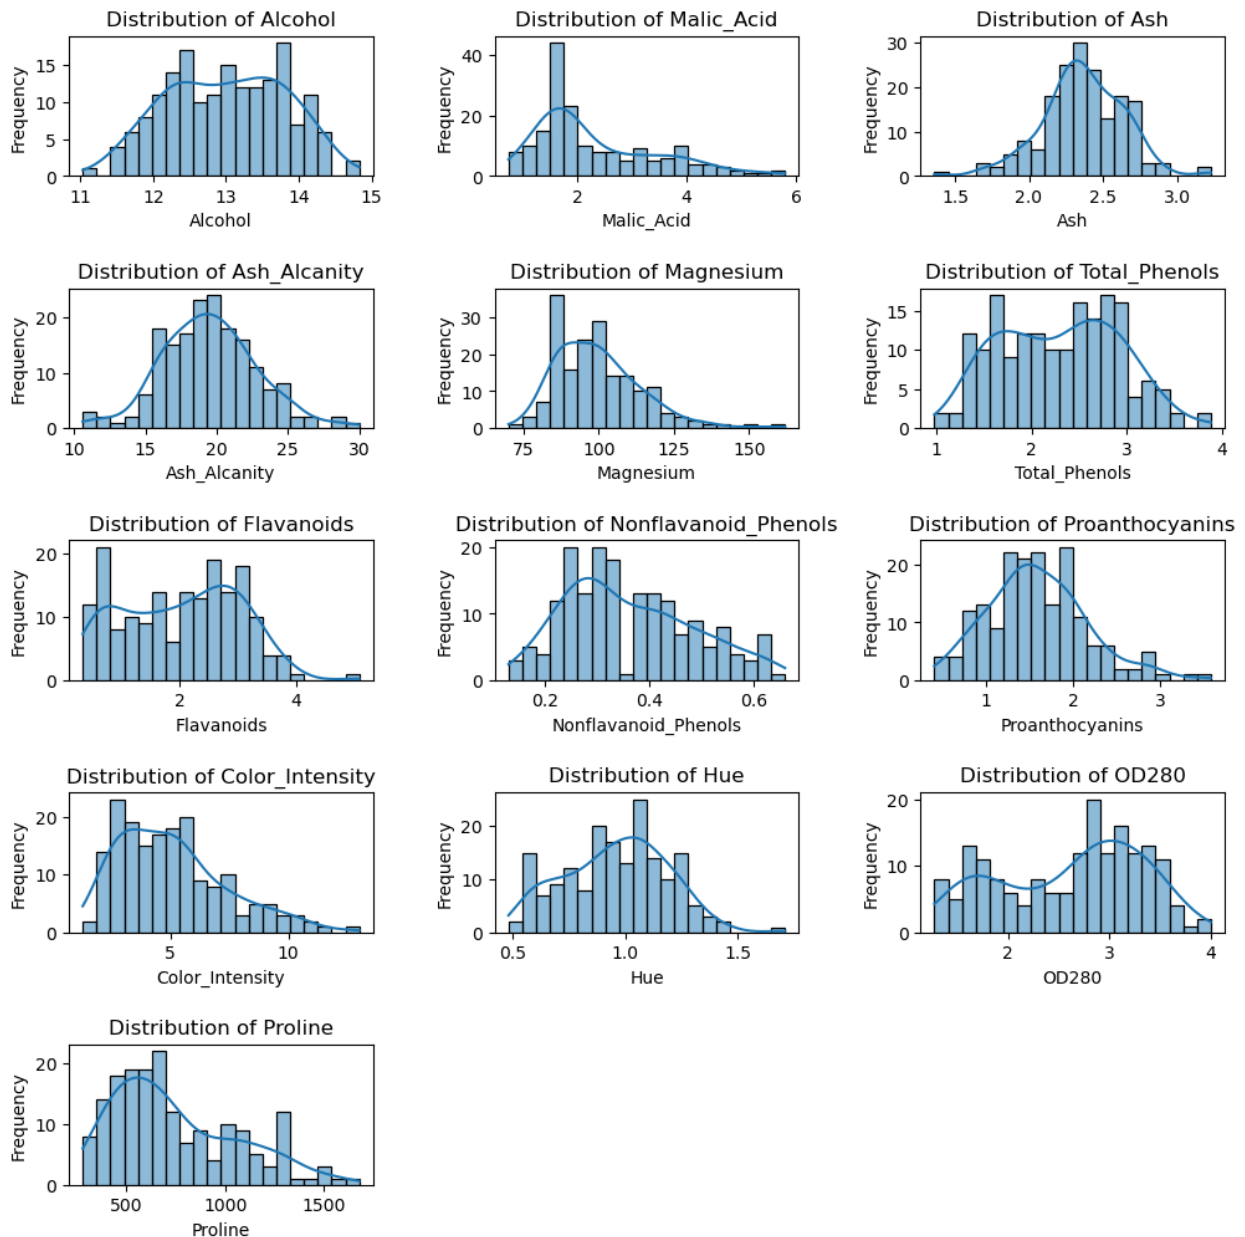 Distribution of Alcohol
Frequency
15
10
5
0
11 12 13 14 15
Alcohol
Distribution of Malic_Acid
Frequency
40
20
0
2 4 6
Malic_Acid
Distribution of Ash
Frequency
30
20
10
0
1.5 2.0 2.5 3.0
Ash
Distribution of Ash_Alcanity
Frequency
20
10
0
10 15 20 25 30
Ash_Alcanity
Distribution of Magnesium
Frequency
30
20
10
0
75 100 125 150
Magnesium
Distribution of Total_Phenols
Frequency
15
10
5
0
1 2 3 4
Total_Phenols
Distribution of Flavanoids
Frequency
20
10
0
2 4
Flavanoids
Distribution of Nonflavanoid_Phenols
Frequency
20
10
0
0.2 0.4 0.6
Nonflavanoid_Phenols
Distribution of Proanthocyanins
Frequency
20
10
0
1 2 3
Proanthocyanins
Distribution of Color_Intensity
Frequency
20
10
0
5 10
Color_Intensity
Distribution of Hue
Frequency
20
10
0
0.5 1.0 1.5
Hue
Distribution of OD280
Frequency
20
10
0
2 3 4
OD280
Distribution of Proline
Frequency
20
10
0
500 1000 1500
Proline